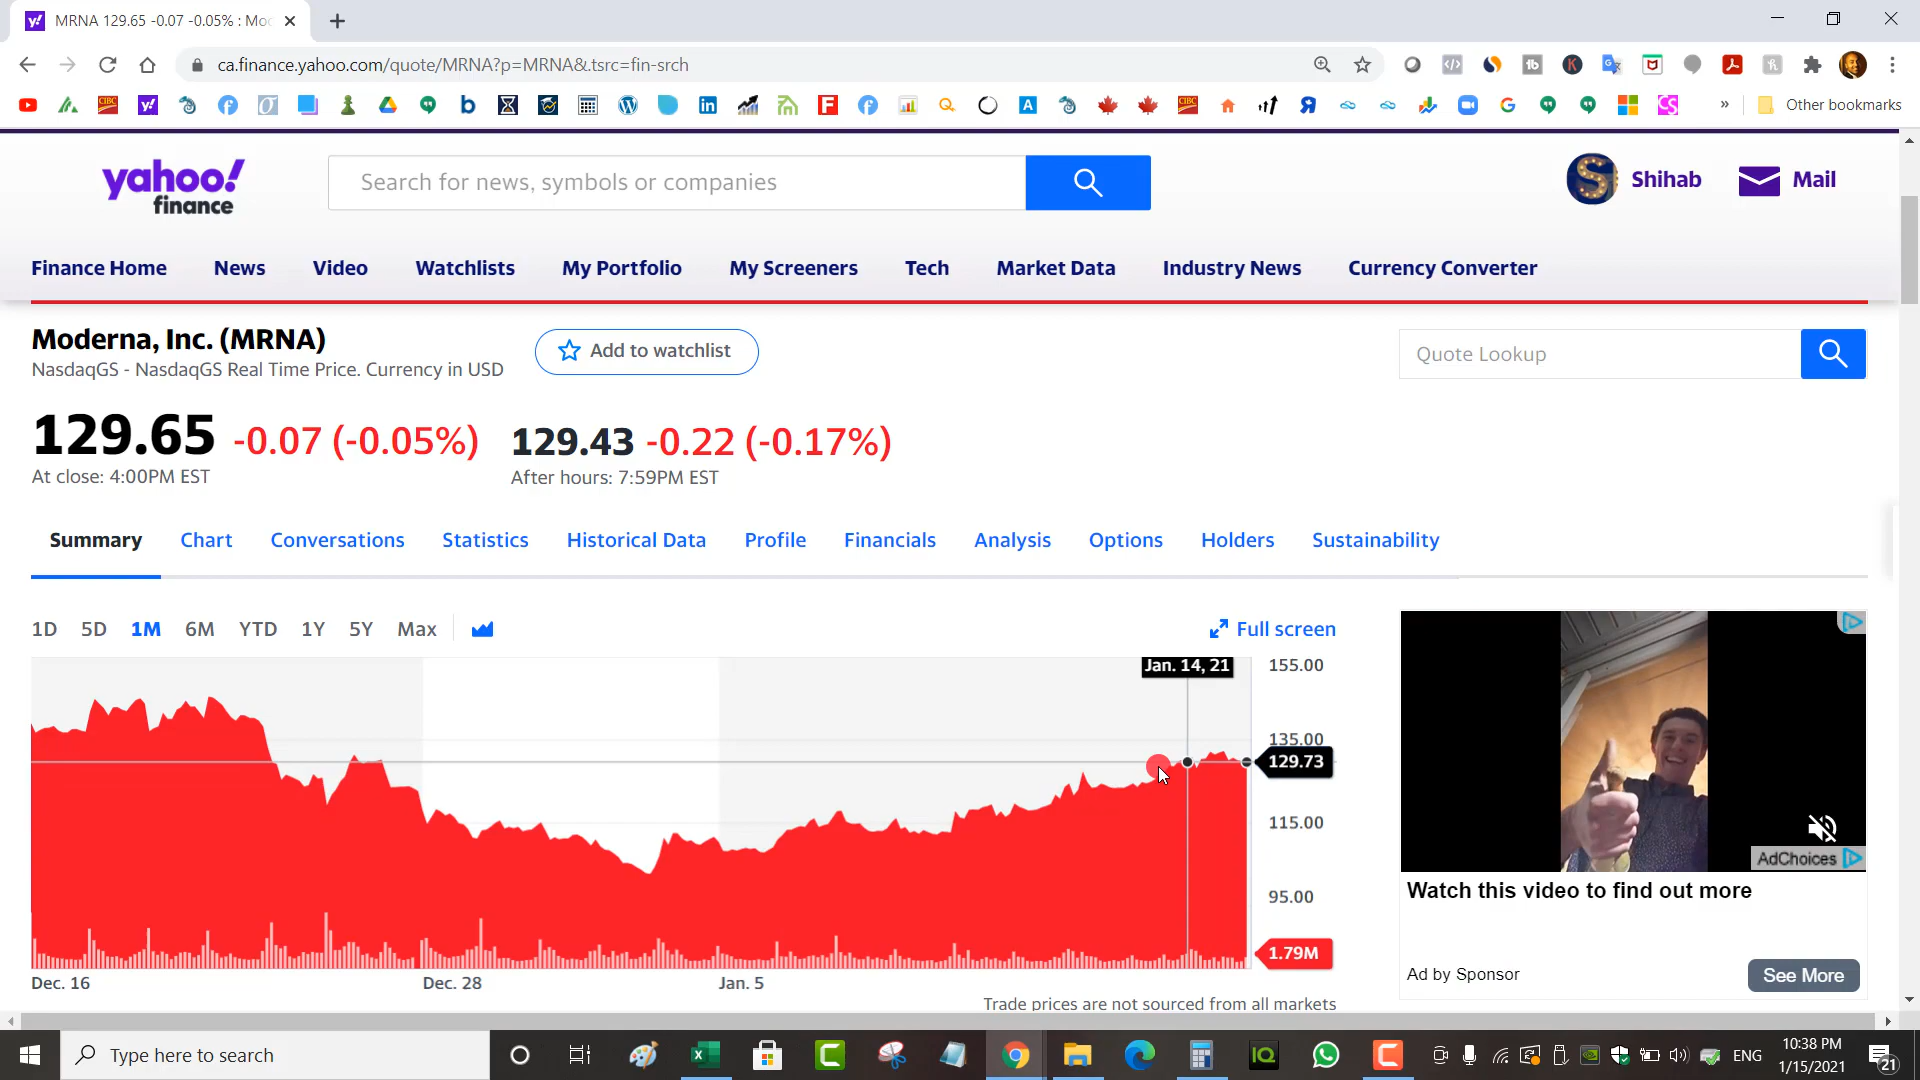 MRNA 129.65 -0.07 -0.05% : Mo
ca.finance.yahoo.com/quote/MRNA?p=MRNA&.tsrc=fin-srch
Other bookmarks
yahoo!
finance
Search for news, symbols or companies
Shihab
Mail
Finance Home News Video Watchlists My Portfolio My Screeners Tech Market Data Industry News Currency Converter
Moderna, Inc. (MRNA)
NasdaqGS - NasdaqGS Real Time Price. Currency in USD
Add to watchlist
Quote Lookup
129.65 -0.07 (-0.05%)
At close: 4:00PM EST
129.43 -0.22 (-0.17%)
After hours: 7:59PM EST
Summary Chart Conversations Statistics Historical Data Profile Financials Analysis Options Holders Sustainability
1D 5D 1M 6M YTD 1Y 5Y Max
Full screen
Jan. 14, 21
155.00
135.00
129.73
115.00
95.00
1.79M
Dec. 16 Dec. 28 Jan. 5
Trade prices are not sourced from all markets
AdChoices
Watch this video to find out more
Ad by Sponsor
See More
Type here to search
ENG
10:38 PM
1/15/2021
21